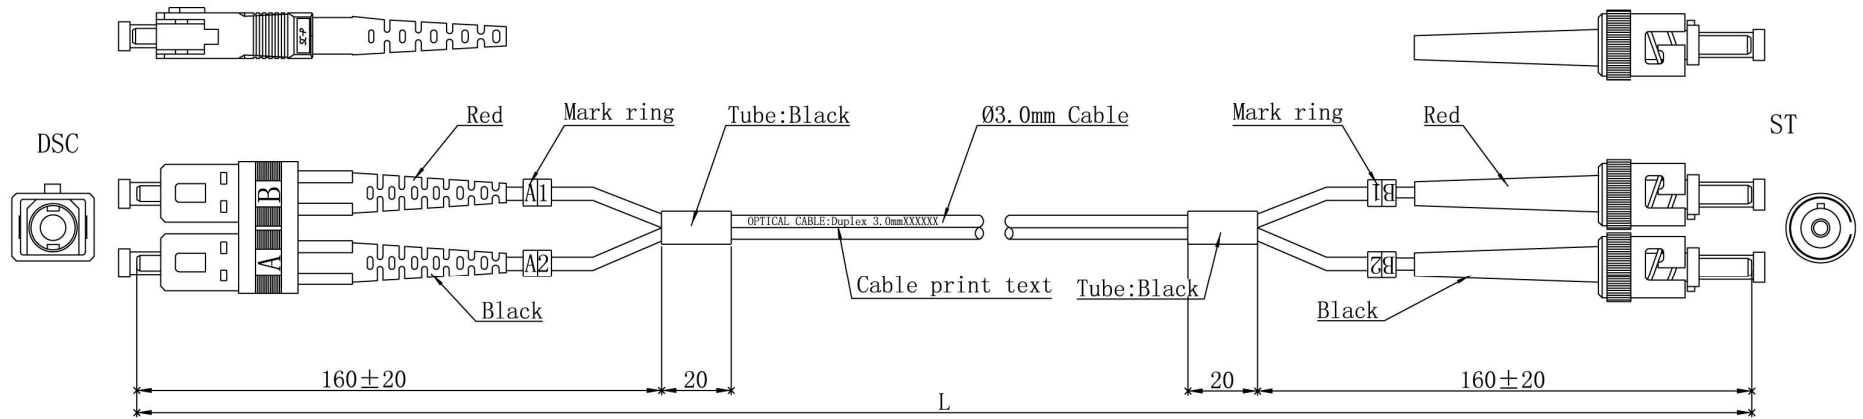 SC-P
Red
Mark ring
Tube:Black
Ø3.0mm Cable
Mark ring
Red
ST
DSC
B
A1
B1
OPTICAL CABLE:Duplex 3.0mmXXXXXX
A
A2
B2
Cable print text
Tube:Black
Black
Black
160±20
20
20
160±20
L